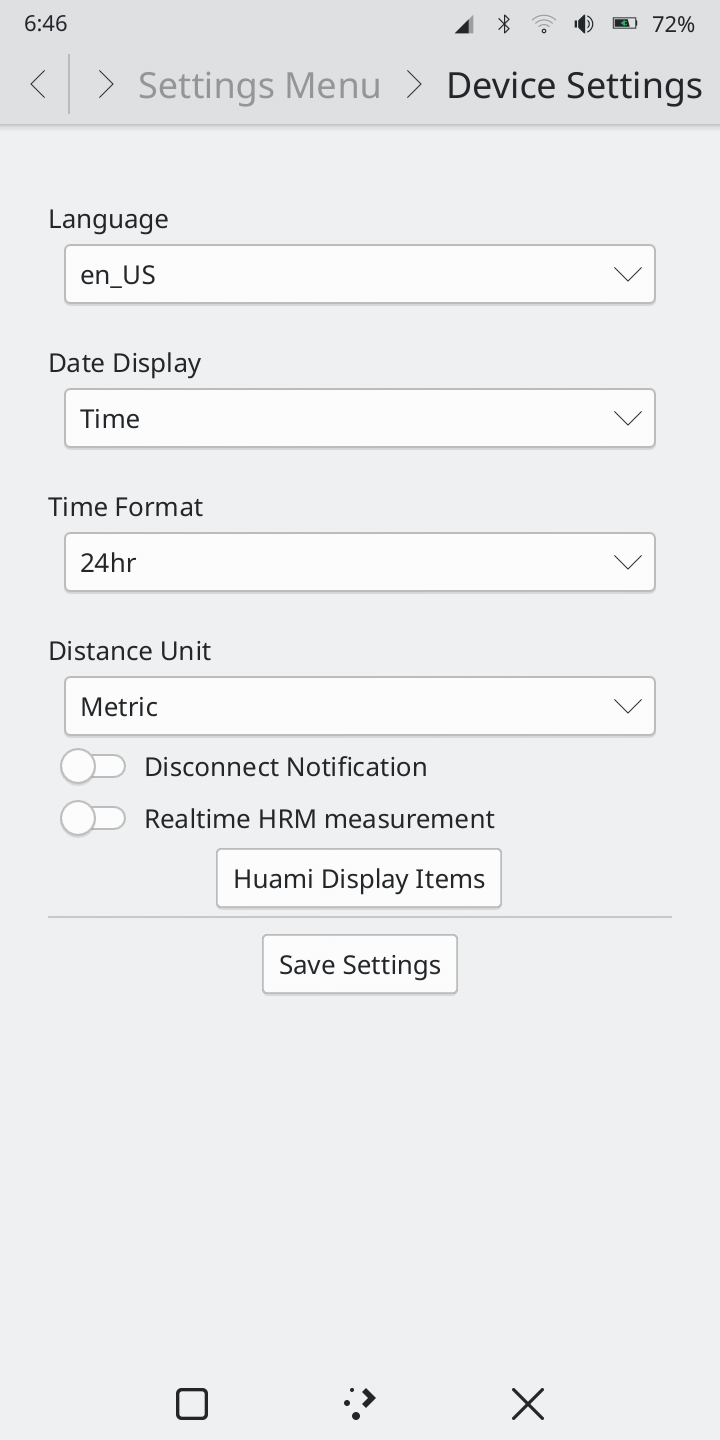 6:46 72%
Settings Menu Device Settings
Language
en_US
Date Display
Time
Time Format
24hr
Distance Unit
Metric
Disconnect Notification
Realtime HRM measurement
Huami Display Items
Save Settings